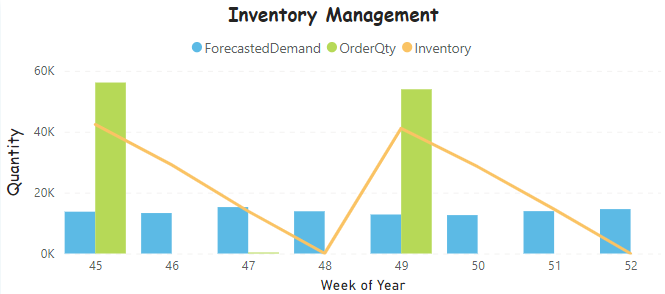 Inventory Management
ForecastedDemand OrderQty Inventory
Quantity
60K
40K
20K
0K
45 46 47 48 49 50 51 52
Week of Year